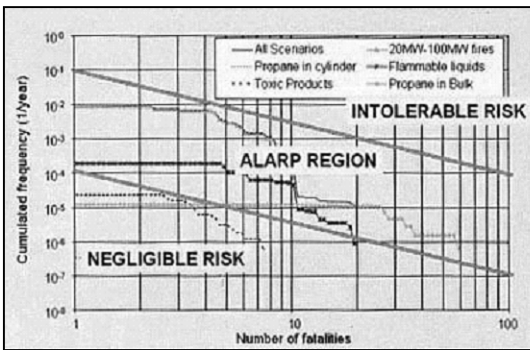 All Scenarios 20MW-100MW fires
Propane in cylinder Flammable liquids
Toxic Products Propane in Bulk
INTOLERABLE RISK
ALARP REGION
NEGLIGIBLE RISK
Cumulated frequency (1/year)
10⁰
10⁻¹
10⁻²
10⁻³
10⁻⁴
10⁻⁵
10⁻⁶
10⁻⁷
10⁻⁸
1 10 100
Number of fatalities